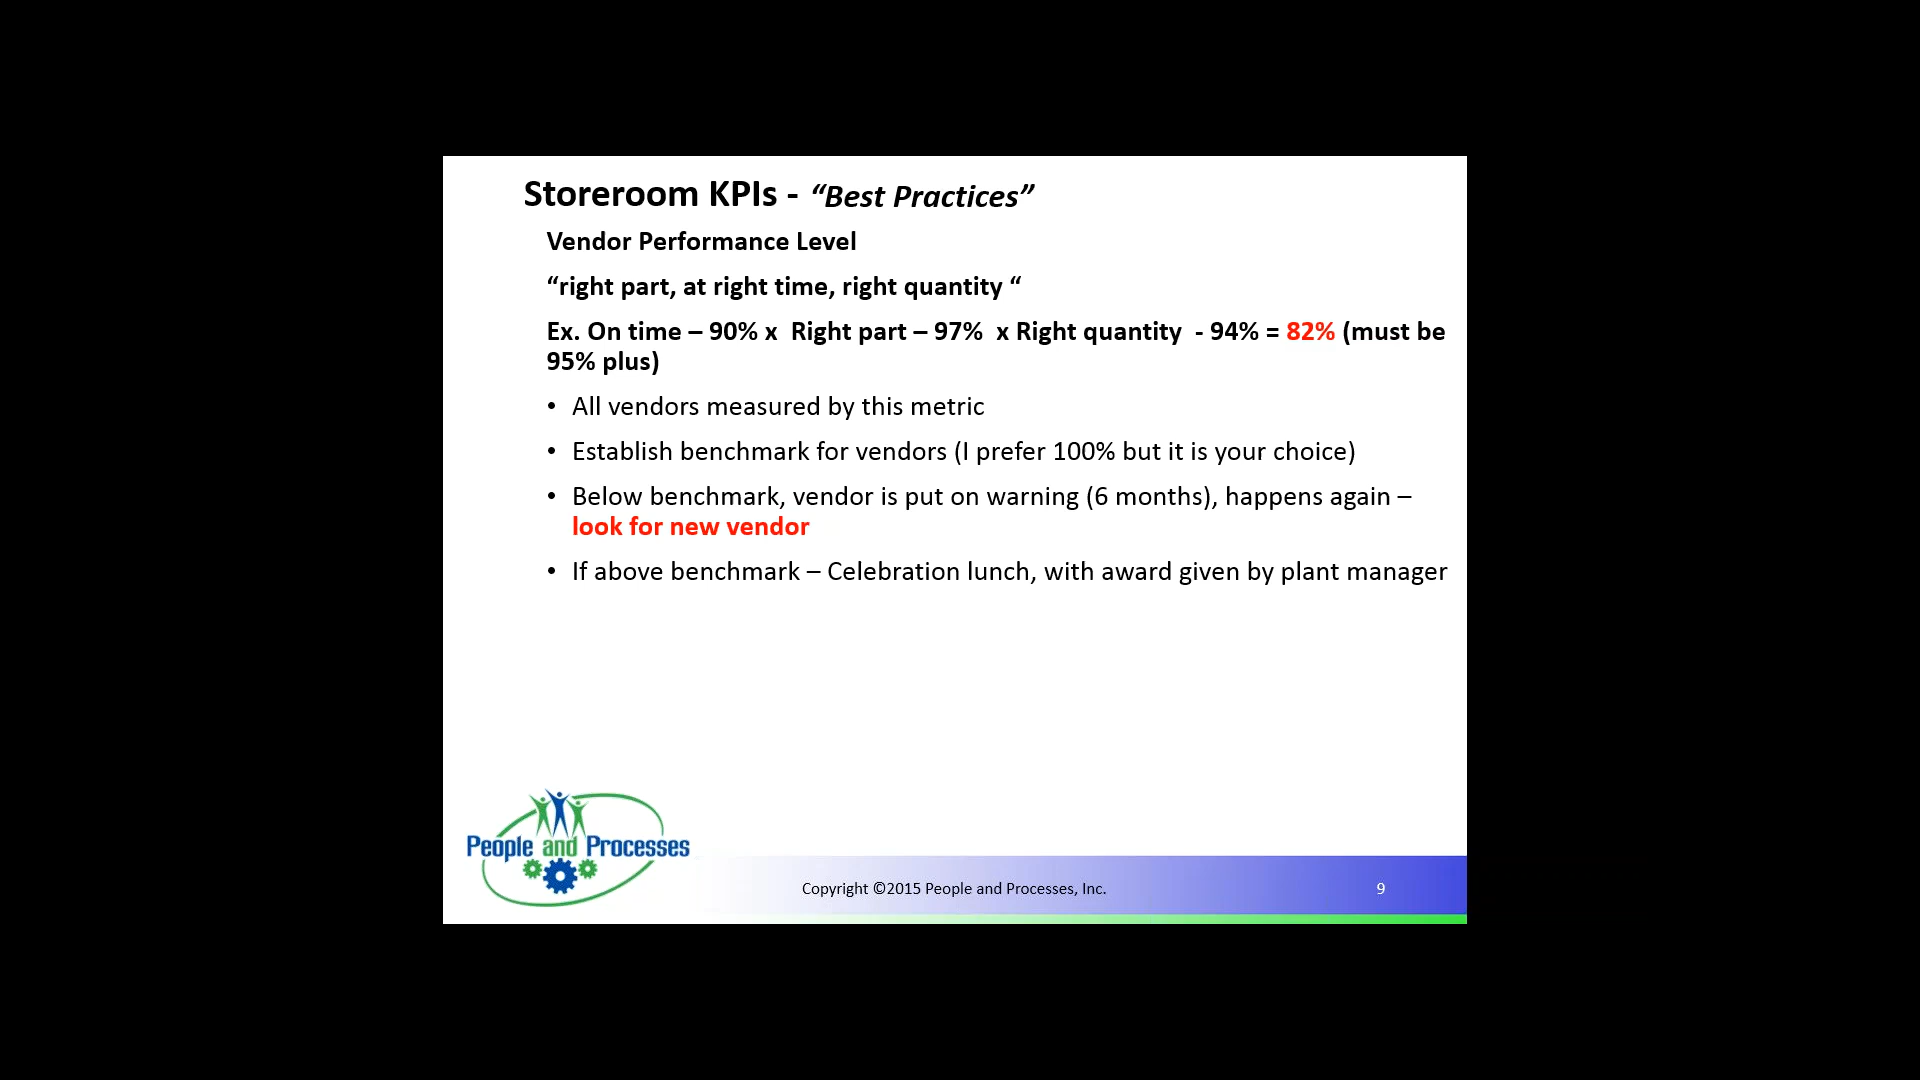 Storeroom KPIs - “Best Practices”
Vendor Performance Level
“right part, at right time, right quantity “
Ex. On time – 90% x  Right part – 97%  x Right quantity  - 94% = 82% (must be
95% plus)
• All vendors measured by this metric
• Establish benchmark for vendors (I prefer 100% but it is your choice)
• Below benchmark, vendor is put on warning (6 months), happens again –
look for new vendor
• If above benchmark – Celebration lunch, with award given by plant manager
People and Processes
Copyright ©2015 People and Processes, Inc.
9